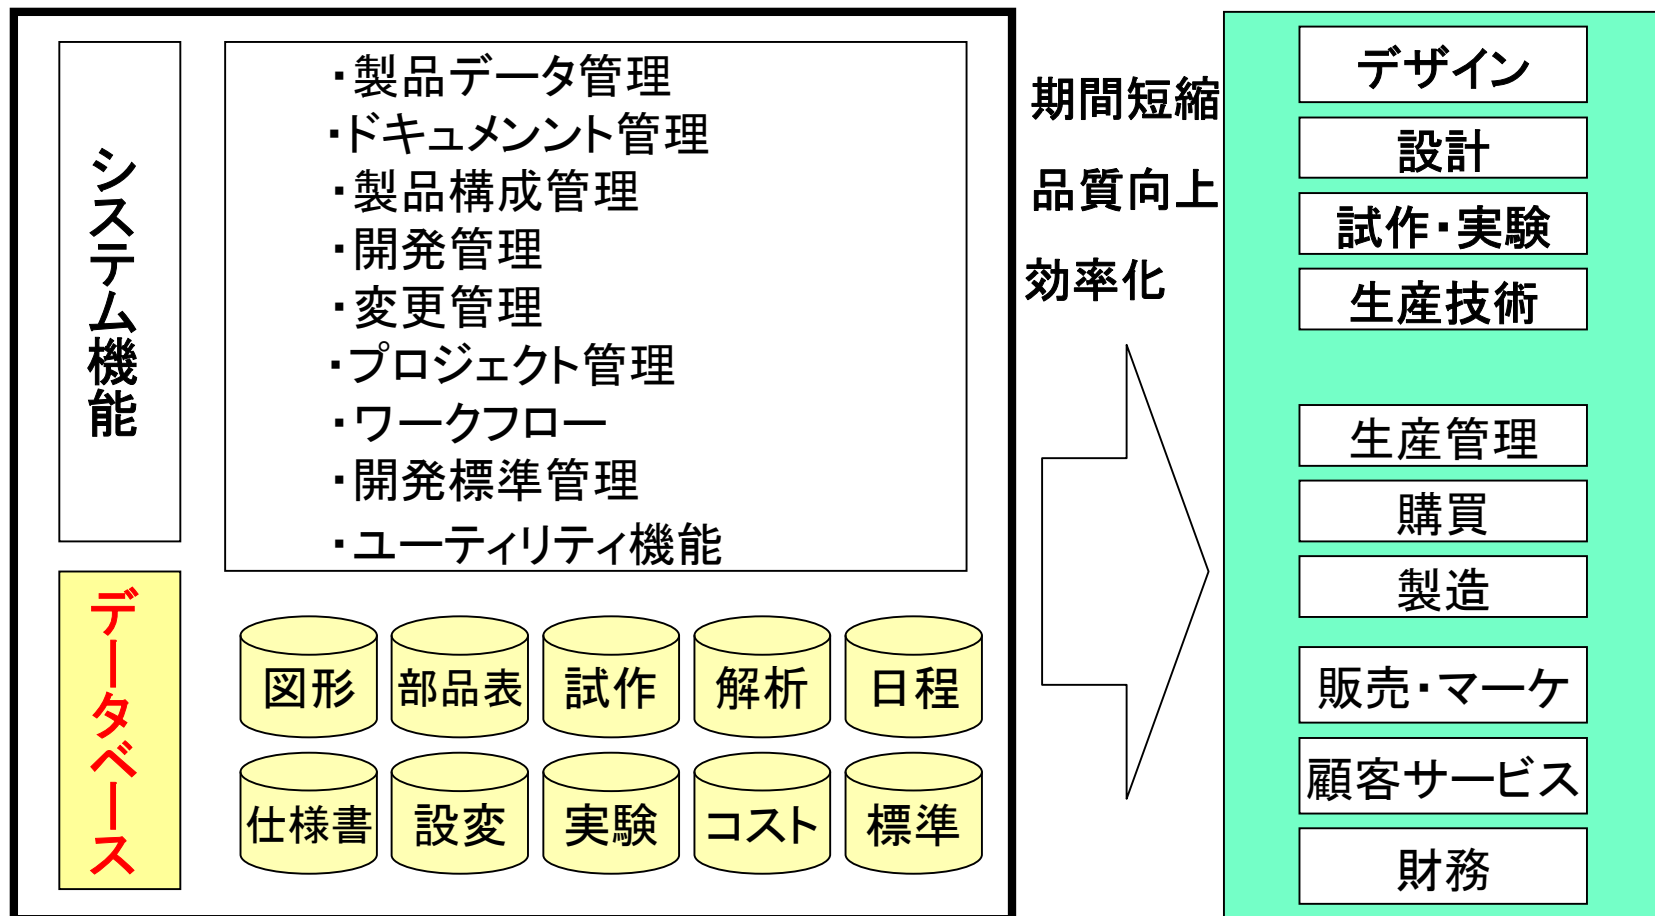 システム機能
・製品データ管理
・ドキュメンント管理
・製品構成管理
・開発管理
・変更管理
・プロジェクト管理
・ワークフロー
・開発標準管理
・ユーティリティ機能
データベース
図形
部品表
試作
解析
日程
仕様書
設変
実験
コスト
標準
期間短縮
品質向上
効率化
デザイン
設計
試作・実験
生産技術
生産管理
購買
製造
販売・マーケ
顧客サービス
財務